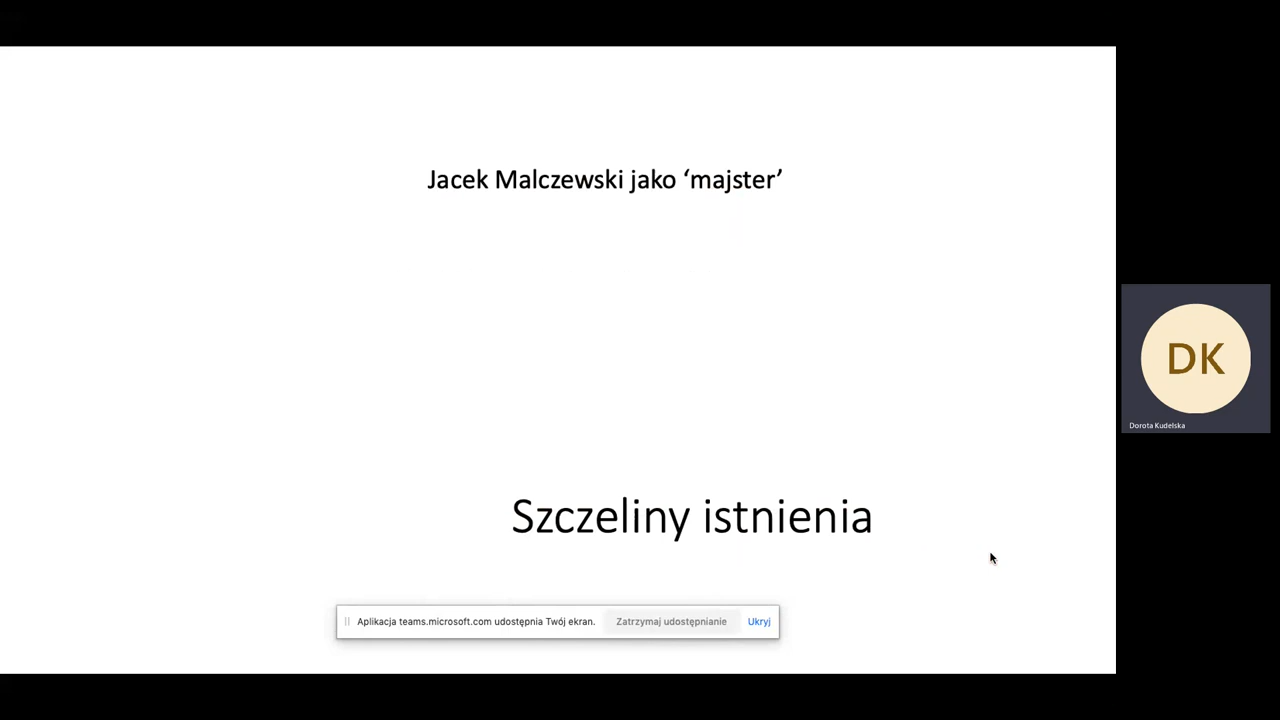 Jacek Malczewski jako ‘majster’
Szczeliny istnienia
Aplikacja teams.microsoft.com udostępnia Twój ekran. Zatrzymaj udostępnianie Ukryj
DK
Dorota Kudelska